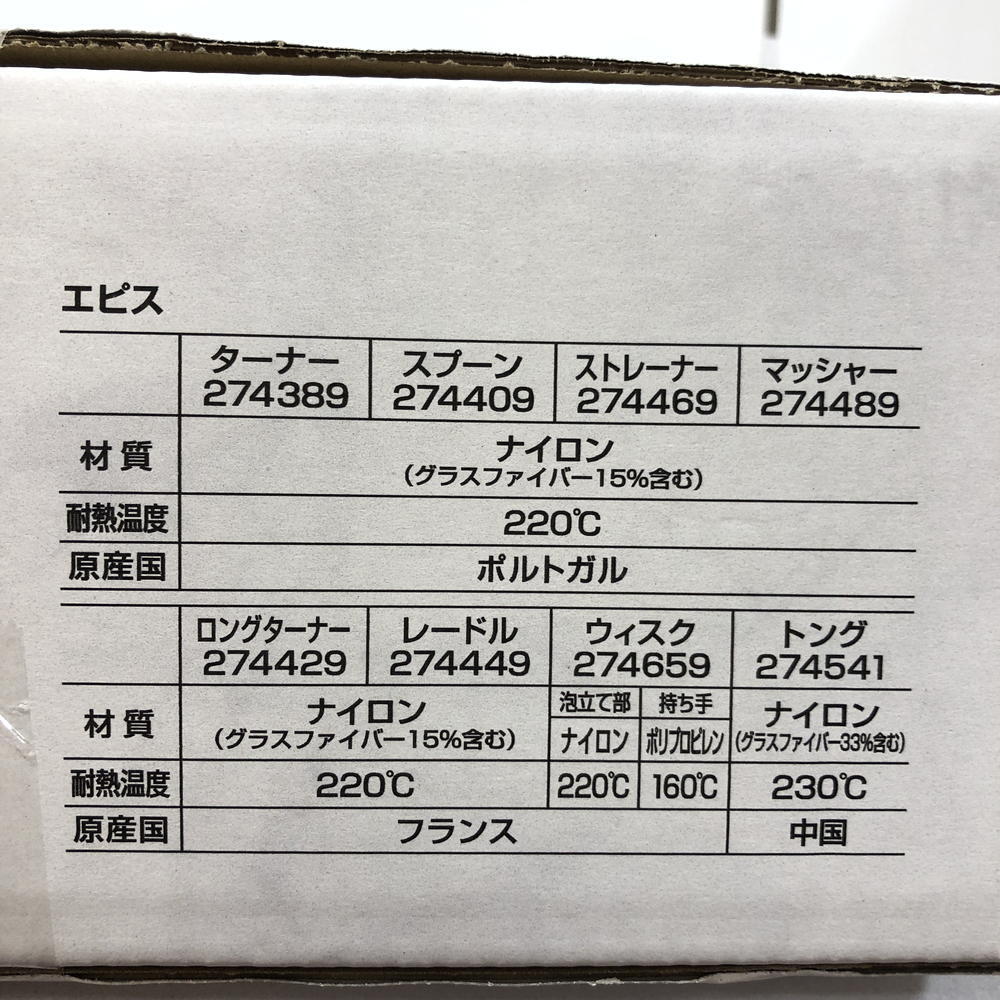 エピス
ターナー スプーン ストレーナー マッシャー
274389 274409 274469 274489
材質 ナイロン
(グラスファイバー15%含む)
耐熱温度 220℃
原産国 ポルトガル
ロングターナー レードル ウィスク トング
274429 274449 274659 274541
材質 ナイロン 泡立て部 持ち手 ナイロン
(グラスファイバー15%含む) ナイロン ポリプロピレン (グラスファイバー33%含む)
耐熱温度 220℃ 220℃ 160℃ 230℃
原産国 フランス 中国